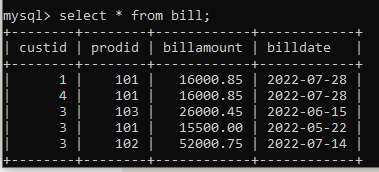 mysql> select * from bill;
+--------+--------+------------+------------+
| custid | prodid | billamount | billdate   |
+--------+--------+------------+------------+
|      1 |    101 |   16000.85 | 2022-07-28 |
|      4 |    101 |   16000.85 | 2022-07-28 |
|      3 |    103 |   26000.45 | 2022-06-15 |
|      3 |    101 |   15500.00 | 2022-05-22 |
|      3 |    102 |   52000.75 | 2022-07-14 |
+--------+--------+------------+------------+